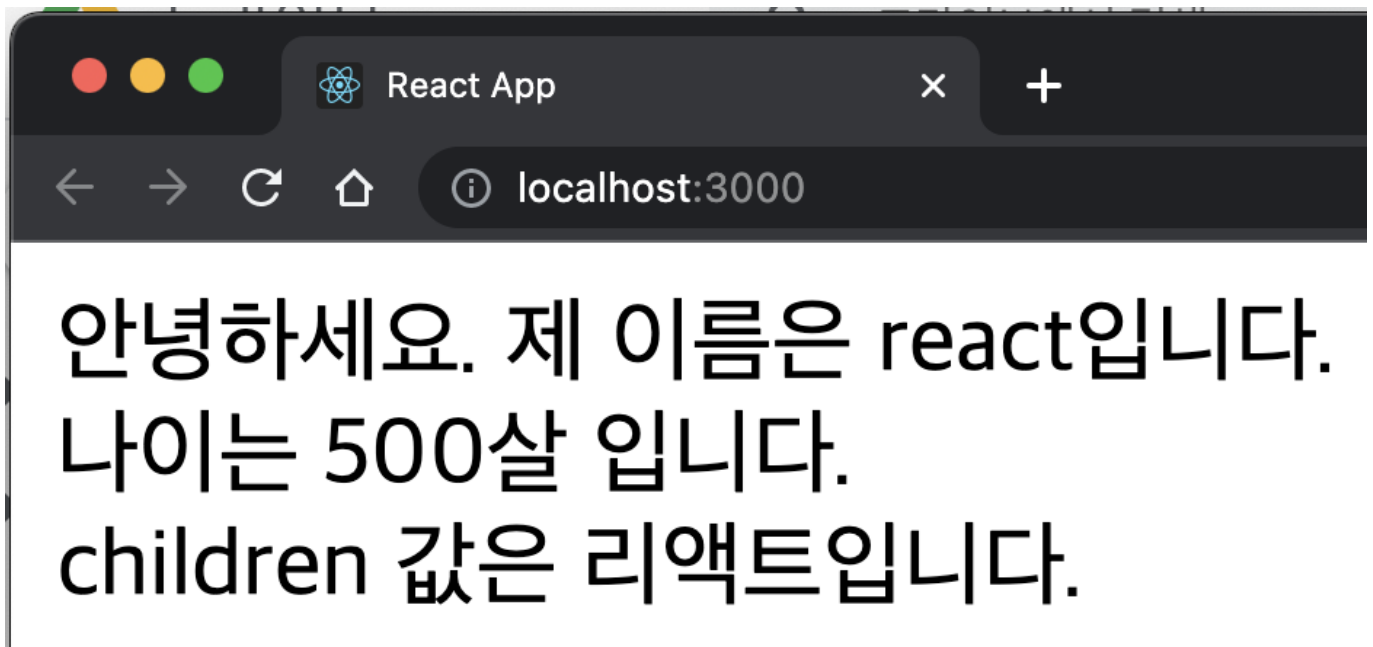 React App
localhost:3000
안녕하세요. 제 이름은 react입니다.
나이는 500살 입니다.
children 값은 리액트입니다.